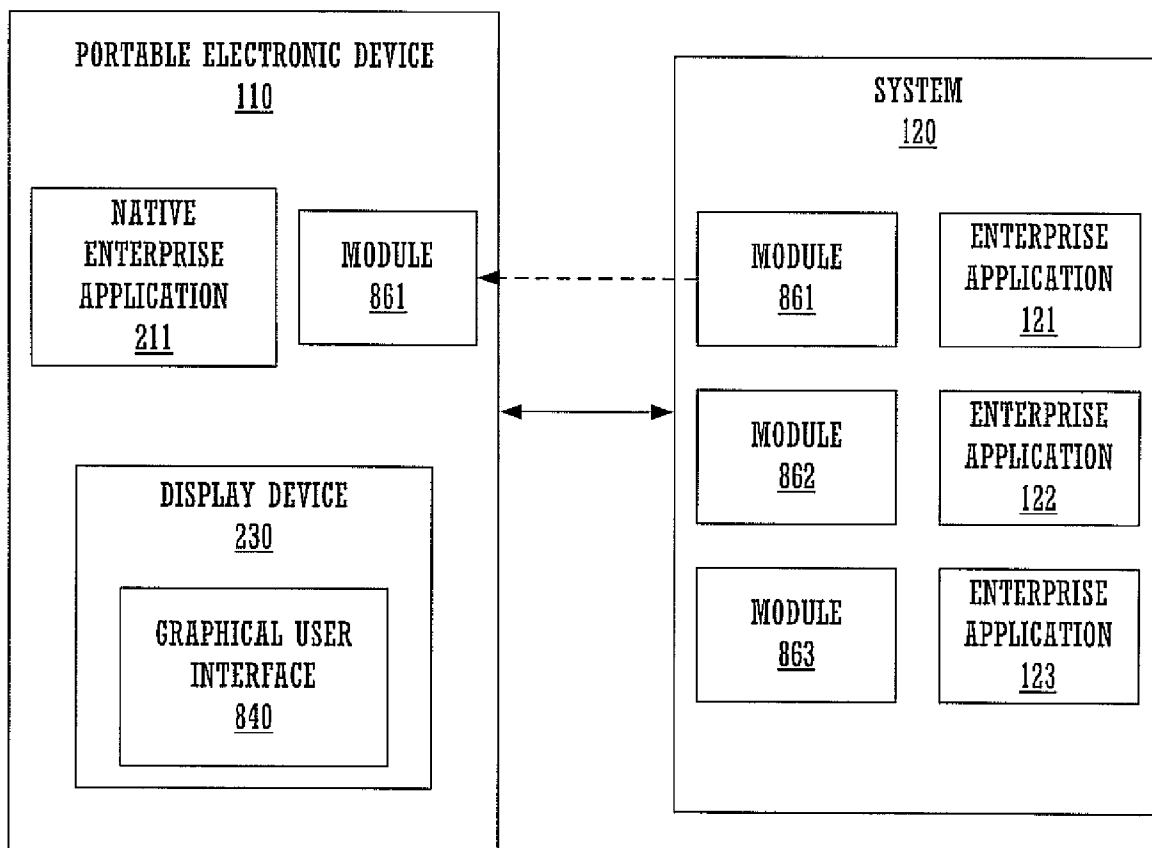 PORTABLE ELECTRONIC DEVICE
110
NATIVE
ENTERPRISE
APPLICATION
211
MODULE
861
DISPLAY DEVICE
230
GRAPHICAL USER
INTERFACE
840
SYSTEM
120
MODULE
861
ENTERPRISE
APPLICATION
121
MODULE
862
ENTERPRISE
APPLICATION
122
MODULE
863
ENTERPRISE
APPLICATION
123